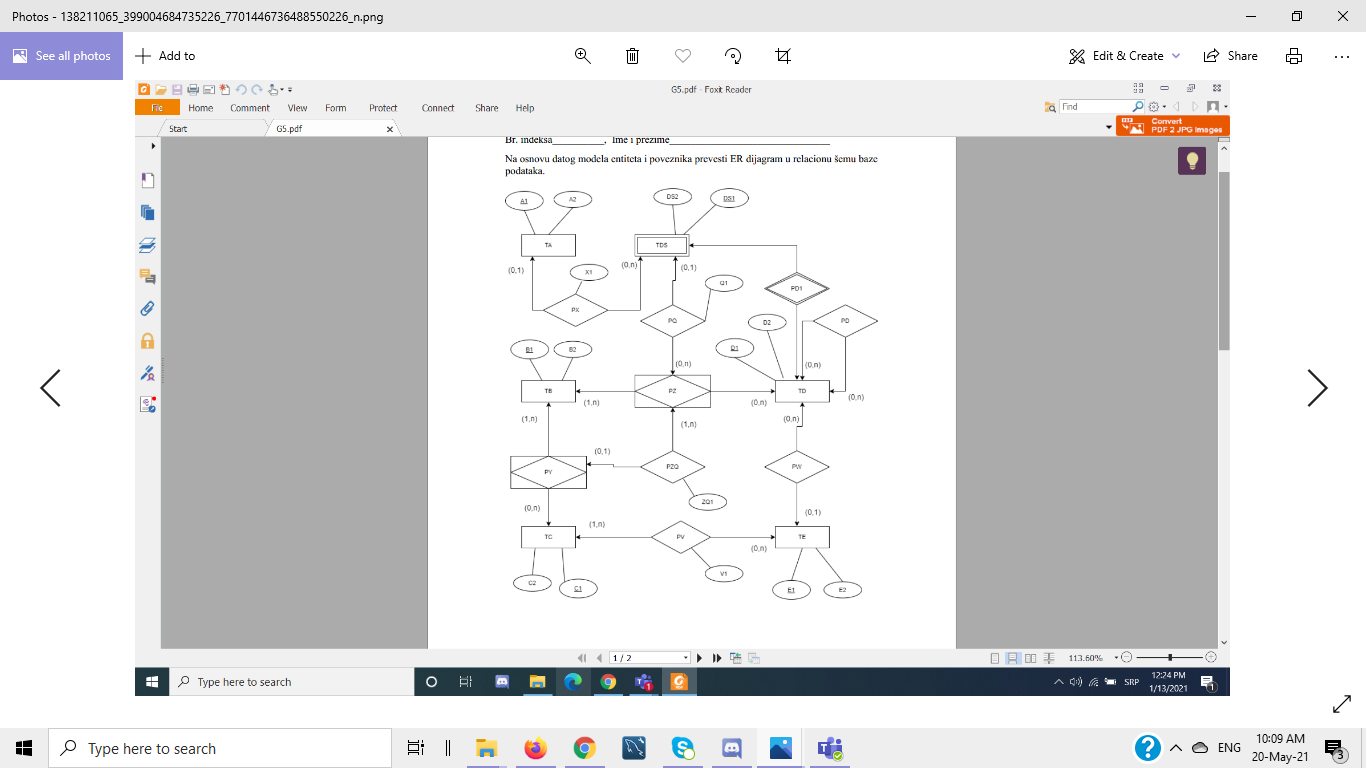 Photos - 138211065_399004684735226_7701446736488550226_n.png
See all photos
Add to
Edit & Create
Share
G5.pdf - Foxit Reader
File
Home
Comment
View
Form
Protect
Connect
Share
Help
Find
Start
G5.pdf
Convert
PDF 2 JPG Images
Br. indeksa__________, Ime i prezime______________________________
Na osnovu datog modela entiteta i poveznika prevesti ER dijagram u relacionu šemu baze
podataka.
A1
A2
DS2
DS1
TA
TDS
(0,1)
(0,n)
(0,1)
X1
Q1
PD1
PX
PQ
D2
PD
B1
B2
D1
(0,n)
(0,n)
TB
PZ
TD
(1,n)
(0,n)
(0,n)
(1,n)
(1,n)
(0,n)
(0,1)
PY
PZQ
PW
ZQ1
(0,n)
(1,n)
(0,1)
TC
PV
TE
(0,n)
V1
C2
C1
E1
E2
1 / 2
113.60%
Type here to search
1
SRP
12:24 PM
1/13/2021
1
Type here to search
ENG
10:09 AM
20-May-21
3